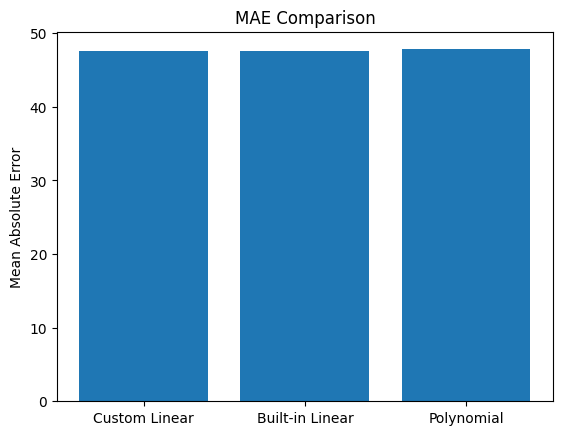 MAE Comparison
Mean Absolute Error
50
40
30
20
10
0
Custom Linear
Built-in Linear
Polynomial